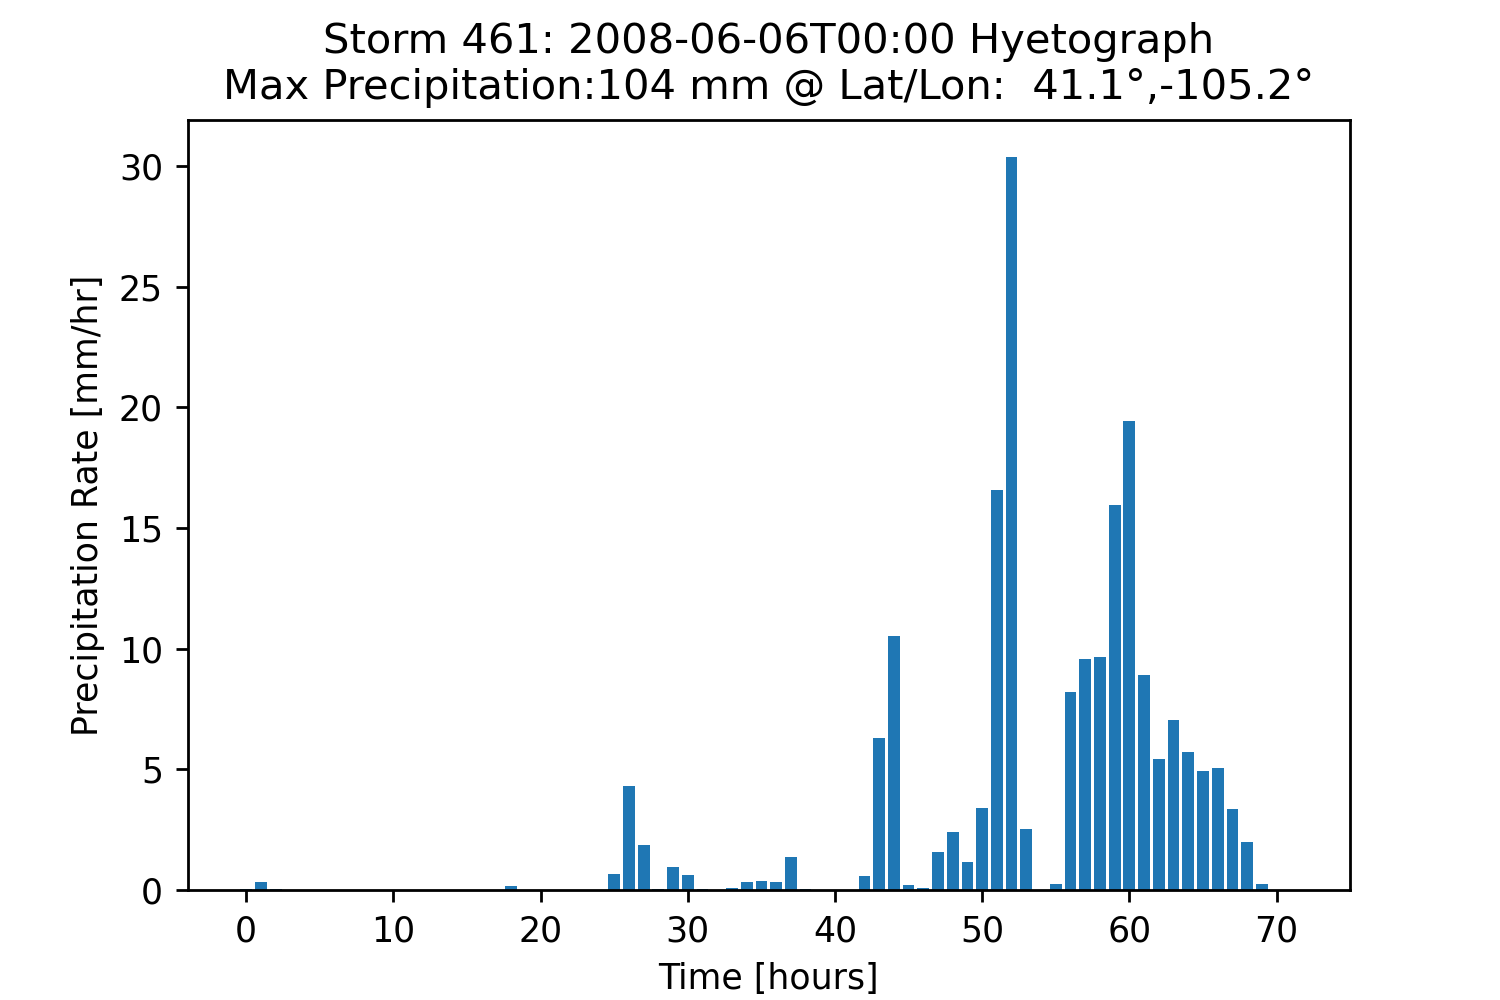 Storm 461: 2008-06-06T00:00 Hyetograph
Max Precipitation:104 mm @ Lat/Lon:  41.1°,-105.2°
Precipitation Rate [mm/hr]
30
25
20
15
10
5
0
0 10 20 30 40 50 60 70
Time [hours]